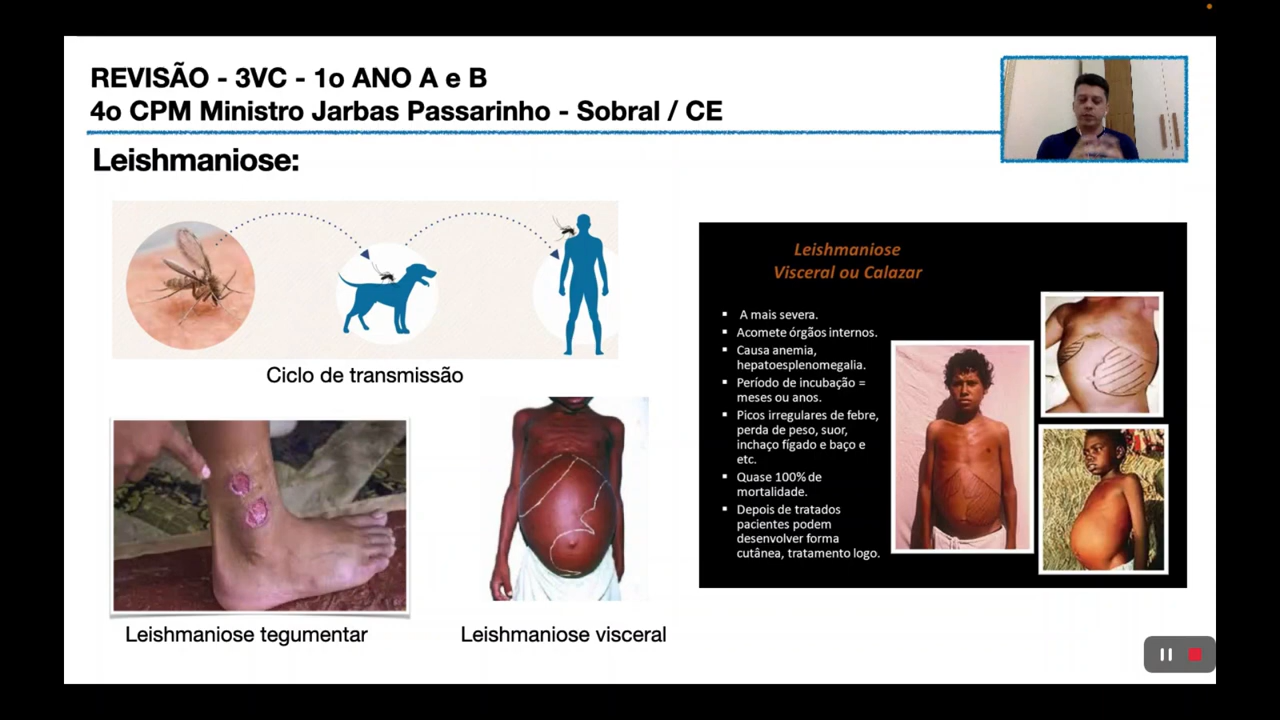 REVISÃO - 3VC - 1o ANO A e B
4o CPM Ministro Jarbas Passarinho - Sobral / CE
Leishmaniose:
Ciclo de transmissão
Leishmaniose tegumentar
Leishmaniose visceral
Leishmaniose
Visceral ou Calazar
▪ A mais severa.
▪ Acomete órgãos internos.
▪ Causa anemia,
hepatoesplenomegalia.
▪ Período de incubação =
meses ou anos.
▪ Picos irregulares de febre,
perda de peso, suor,
inchaço fígado e baço e
etc.
▪ Quase 100% de
mortalidade.
▪ Depois de tratados
pacientes podem
desenvolver forma
cutânea, tratamento logo.